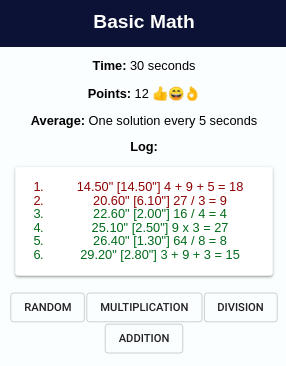 Basic Math
Time: 30 seconds
Points: 12 👍😄👌
Average: One solution every 5 seconds
Log:
1. 14.50" [14.50"] 4 + 9 + 5 = 18
2. 20.60" [6.10"] 27 / 3 = 9
3. 22.60" [2.00"] 16 / 4 = 4
4. 25.10" [2.50"] 9 x 3 = 27
5. 26.40" [1.30"] 64 / 8 = 8
6. 29.20" [2.80"] 3 + 9 + 3 = 15
RANDOM MULTIPLICATION DIVISION
ADDITION